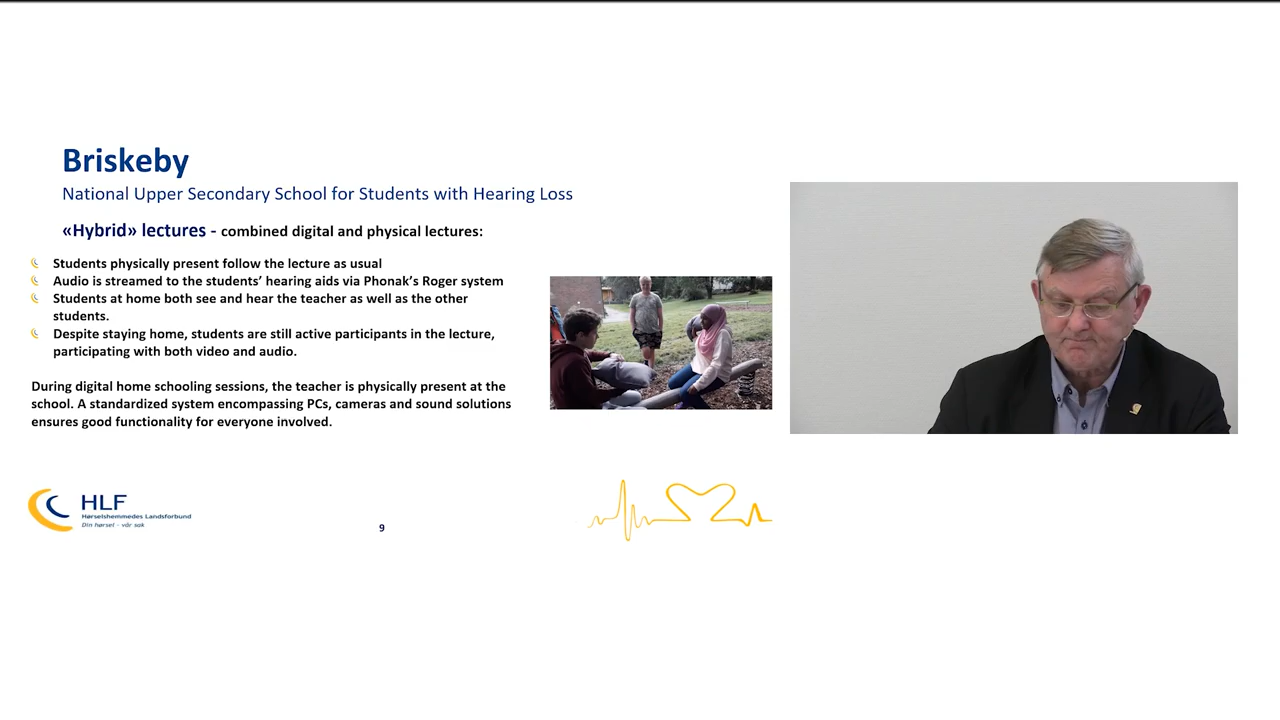 Briskeby
National Upper Secondary School for Students with Hearing Loss
«Hybrid» lectures - combined digital and physical lectures:
Students physically present follow the lecture as usual
Audio is streamed to the students’ hearing aids via Phonak’s Roger system
Students at home both see and hear the teacher as well as the other
students.
Despite staying home, students are still active participants in the lecture,
participating with both video and audio.
During digital home schooling sessions, the teacher is physically present at the
school. A standardized system encompassing PCs, cameras and sound solutions
ensures good functionality for everyone involved.
HLF
Hørselshemmedes Landsforbund
Din hørsel - vår sak
9